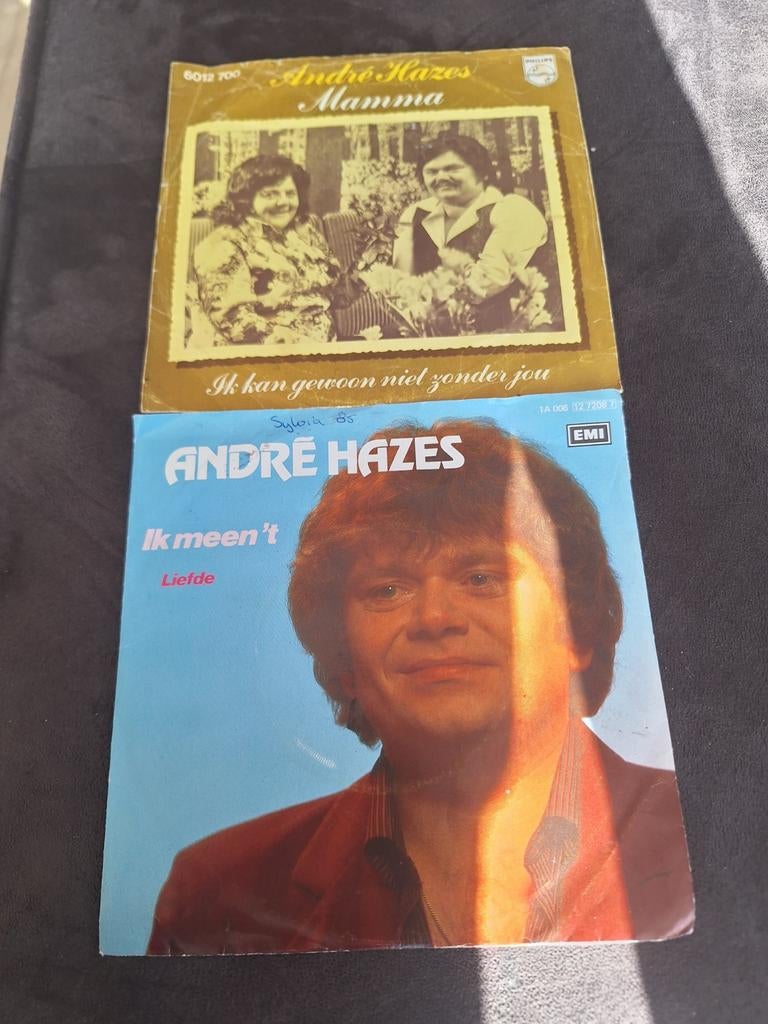 6012 700
André Hazes
PHILIPS
Mamma
Ik kan gewoon niet zonder jou
Sylvia 85
1A 006 12 7208 7
EMI
ANDRÉ HAZES
Ik meen 't
Liefde